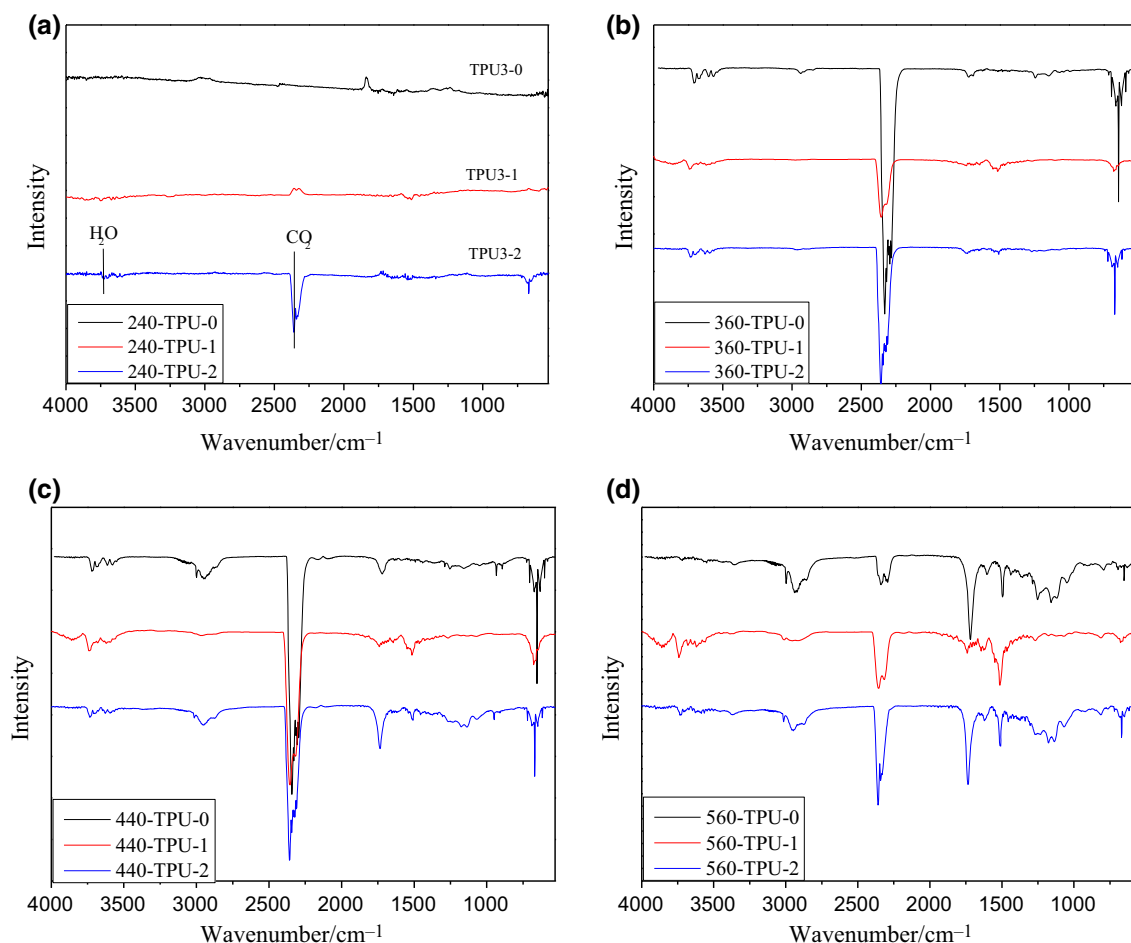 (a)
TPU3-0
TPU3-1
H2O
CO2
TPU3-2
240-TPU-0
240-TPU-1
240-TPU-2
Intensity
4000 3500 3000 2500 2000 1500 1000
Wavenumber/cm–1
(b)
360-TPU-0
360-TPU-1
360-TPU-2
Intensity
4000 3500 3000 2500 2000 1500 1000
Wavenumber/cm–1
(c)
440-TPU-0
440-TPU-1
440-TPU-2
Intensity
4000 3500 3000 2500 2000 1500 1000
Wavenumber/cm–1
(d)
560-TPU-0
560-TPU-1
560-TPU-2
Intensity
4000 3500 3000 2500 2000 1500 1000
Wavenumber/cm–1